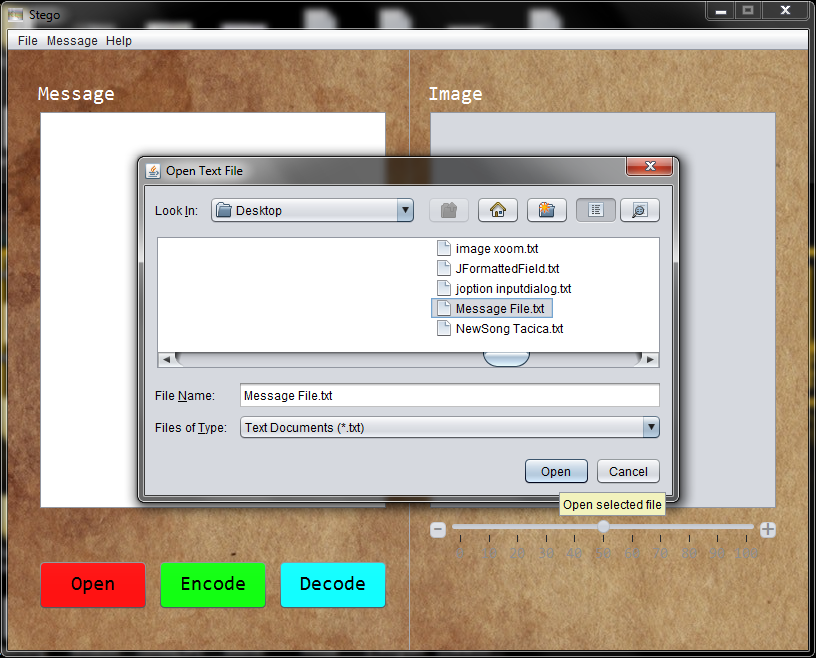 Stego
File Message Help
Message
Image
Open Text File
Look In: Desktop
image xoom.txt
JFormattedField.txt
joption inputdialog.txt
Message File.txt
NewSong Tacica.txt
File Name: Message File.txt
Files of Type: Text Documents (*.txt)
Open Cancel
Open selected file
0 10 20 30 40 50 60 70 80 90 100
Open Encode Decode